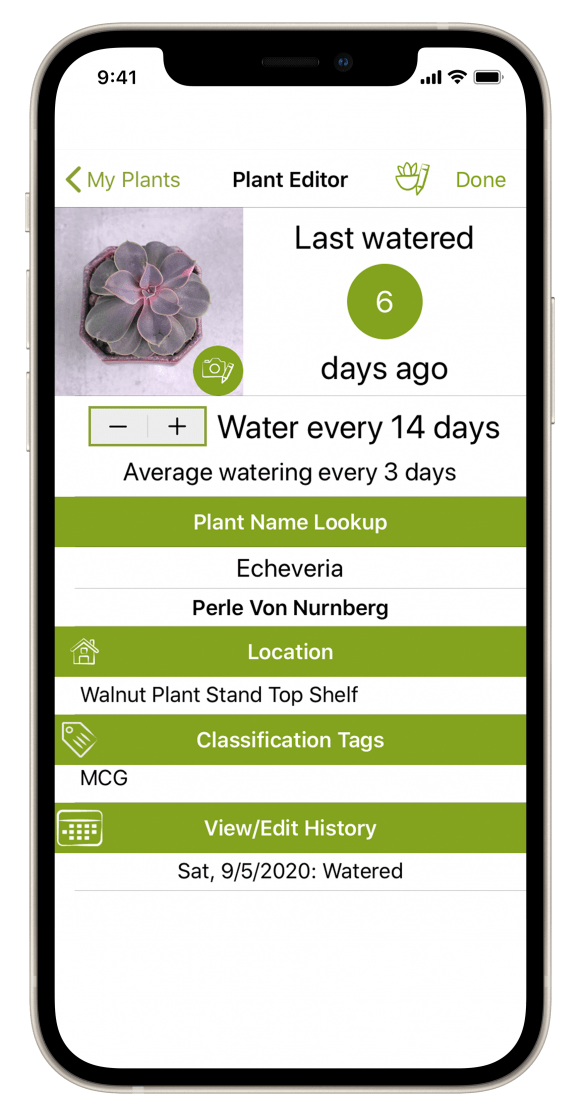 9:41
My Plants Plant Editor Done
Last watered
6
days ago
− + Water every 14 days
Average watering every 3 days
Plant Name Lookup
Echeveria
Perle Von Nurnberg
Location
Walnut Plant Stand Top Shelf
Classification Tags
MCG
View/Edit History
Sat, 9/5/2020: Watered